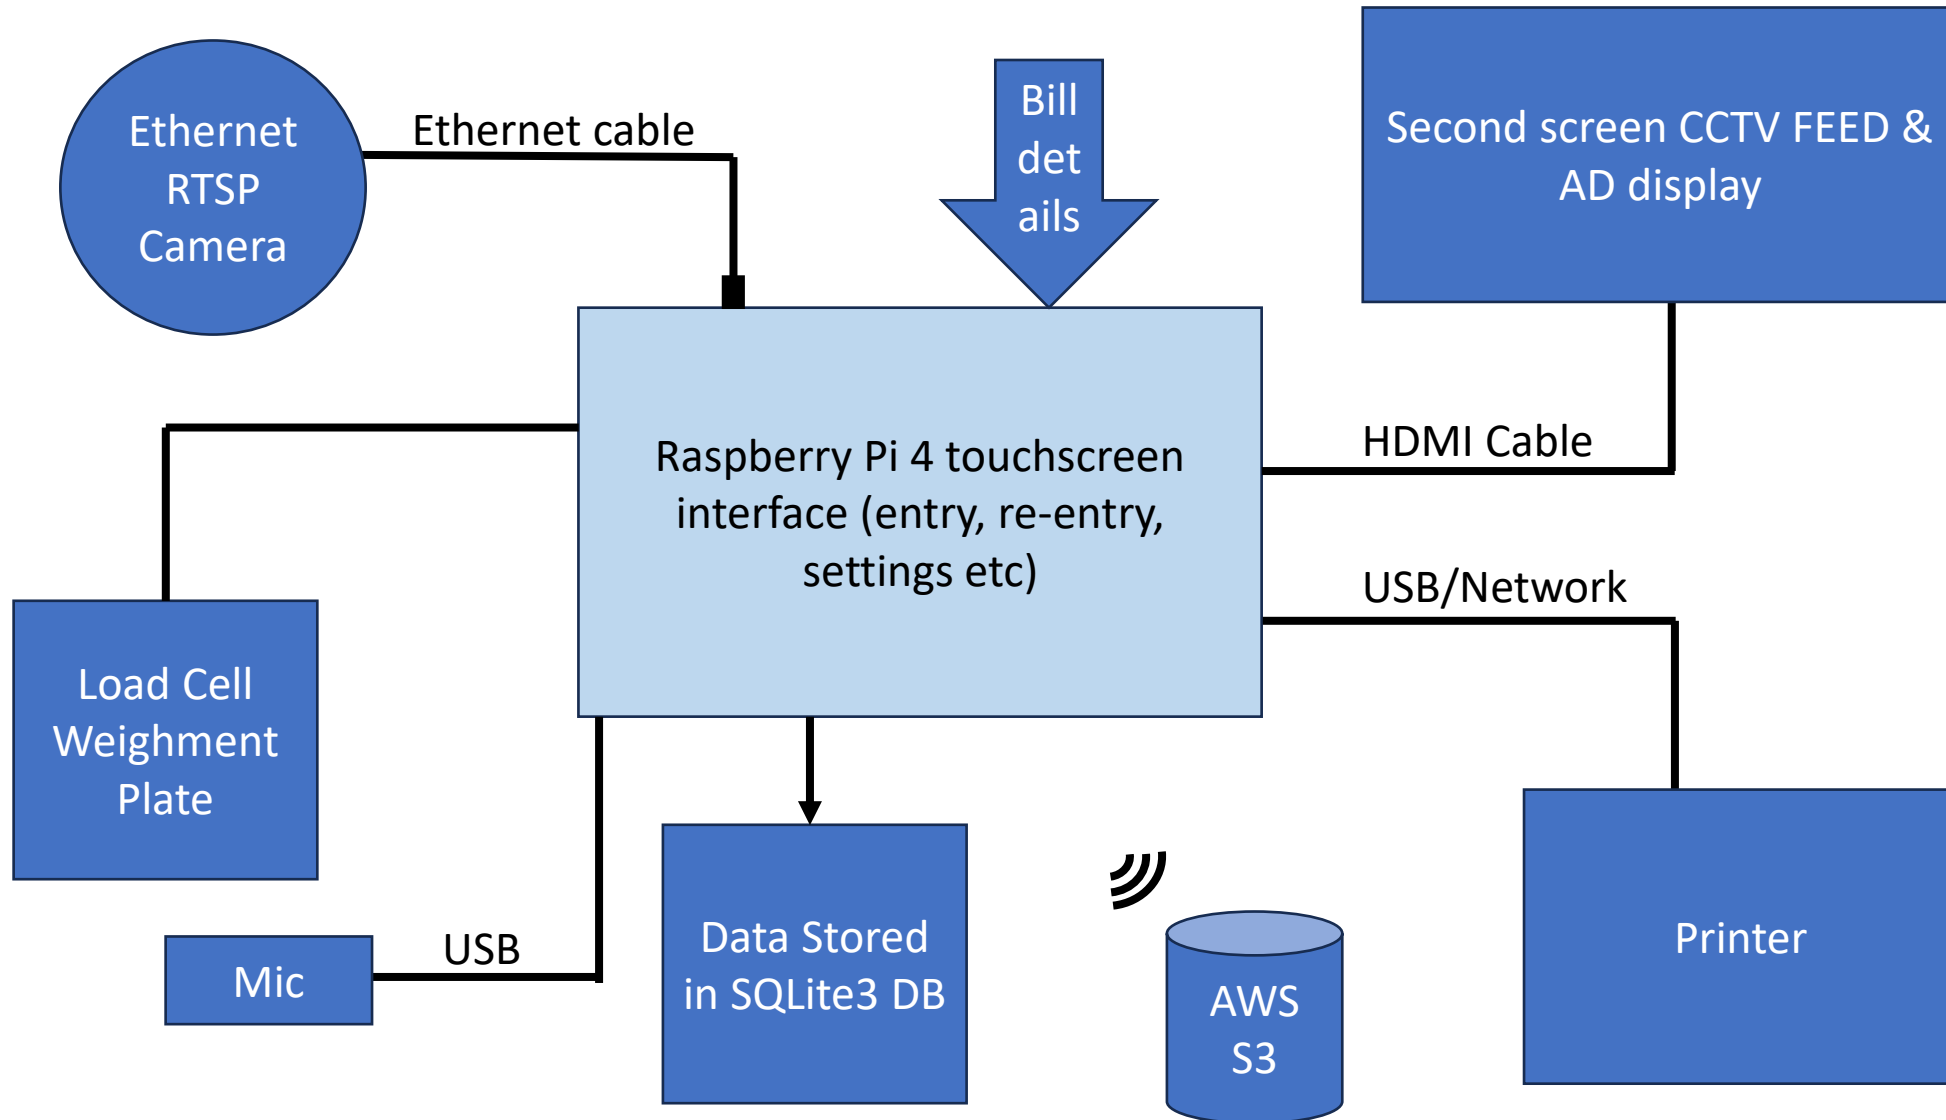 Ethernet
RTSP
Camera
Ethernet cable
Bill
det
ails
Second screen CCTV FEED &
AD display
Raspberry Pi 4 touchscreen
interface (entry, re-entry,
settings etc)
HDMI Cable
USB/Network
Load Cell
Weighment
Plate
Mic
USB
Data Stored
in SQLite3 DB
AWS
S3
Printer